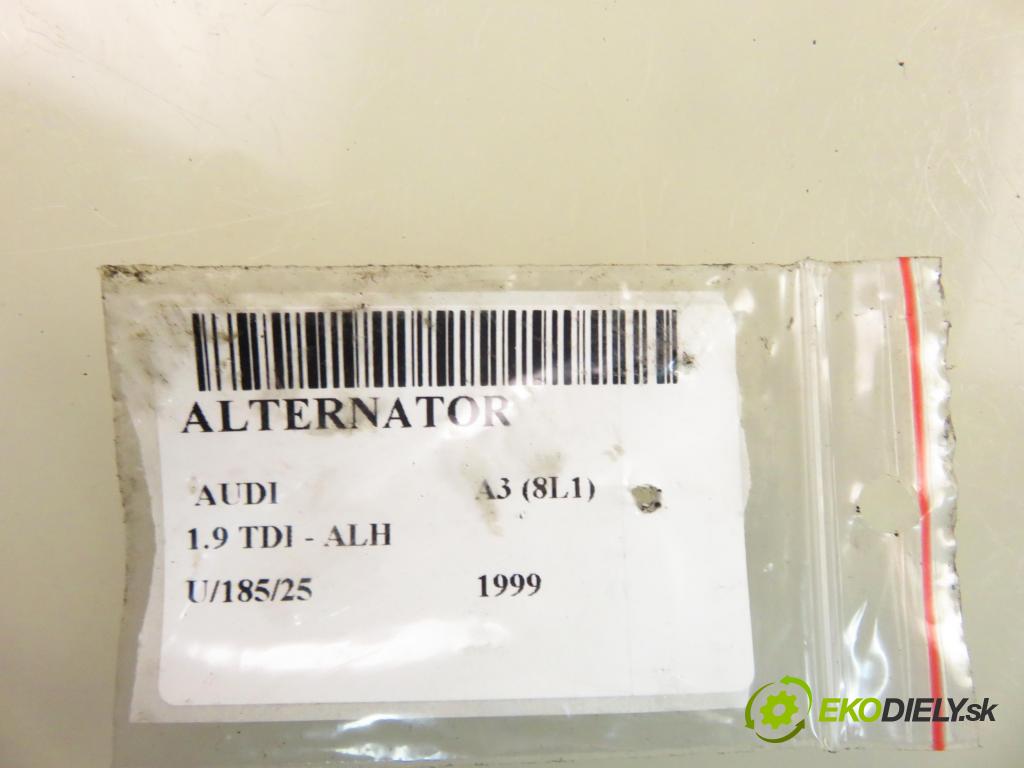 ALTERNATOR
AUDI A3 (8L1)
1.9 TDI - ALH
U/185/25 1999
EKODIELY.sk